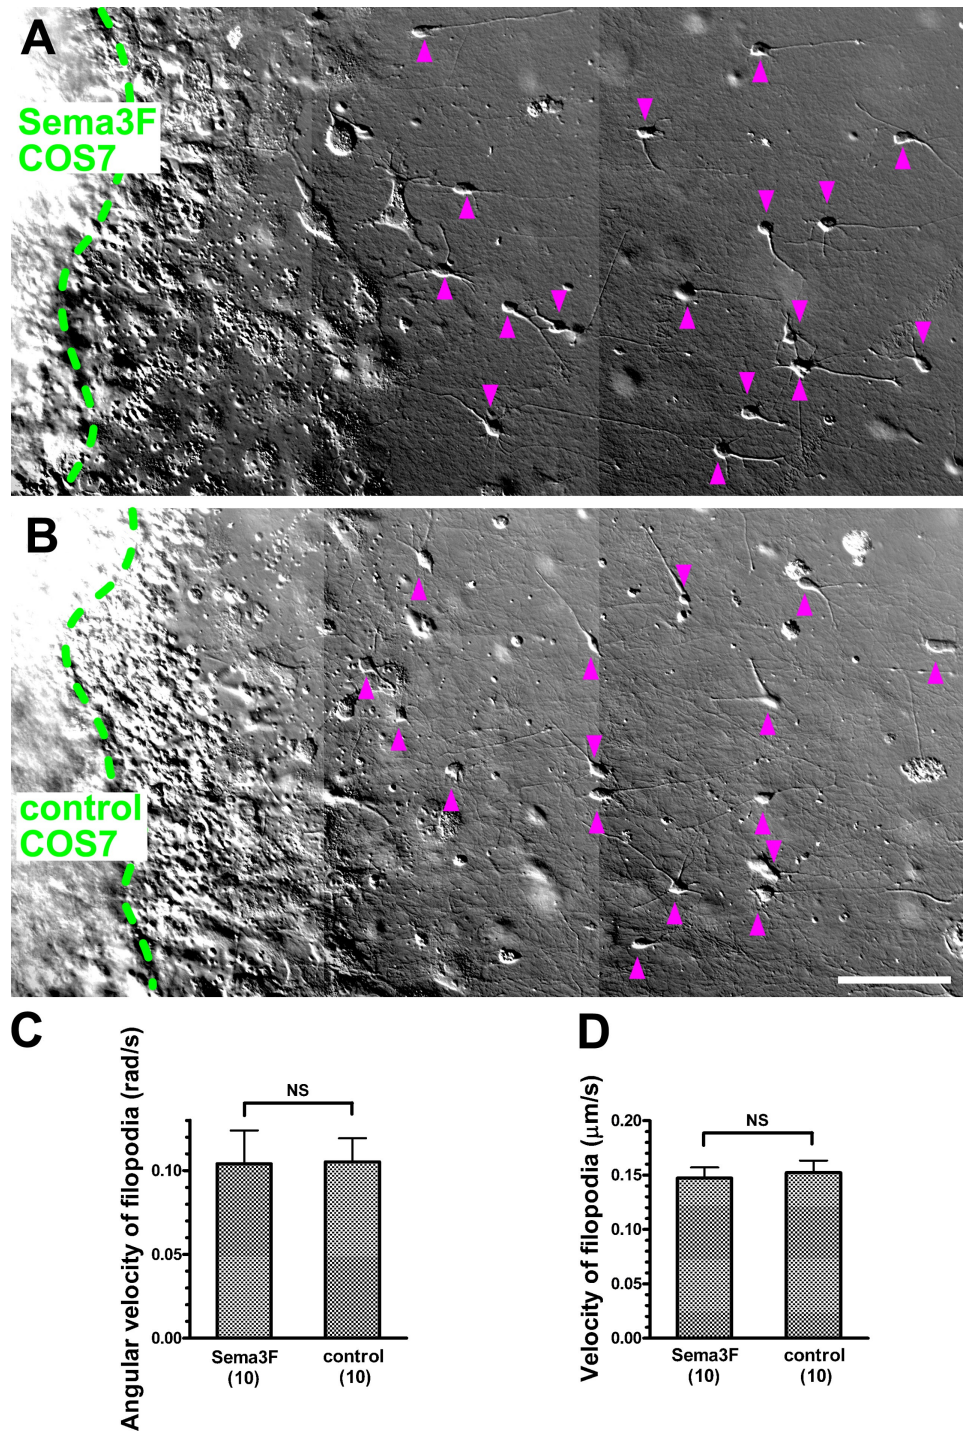 A
Sema3F
COS7
B
control
COS7
C
Angular velocity of filopodia (rad/s)
NS
0.10
0.05
0.00
Sema3F
(10)
control
(10)
D
Velocity of filopodia (µm/s)
NS
0.20
0.15
0.10
0.05
0.00
Sema3F
(10)
control
(10)